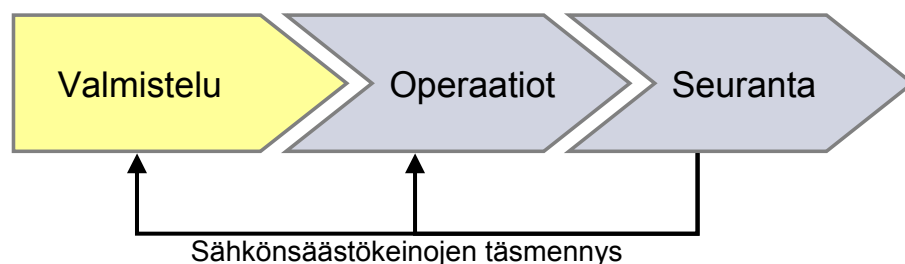 Valmistelu
Operaatiot
Seuranta
Sähkönsäästökeinojen täsmennys